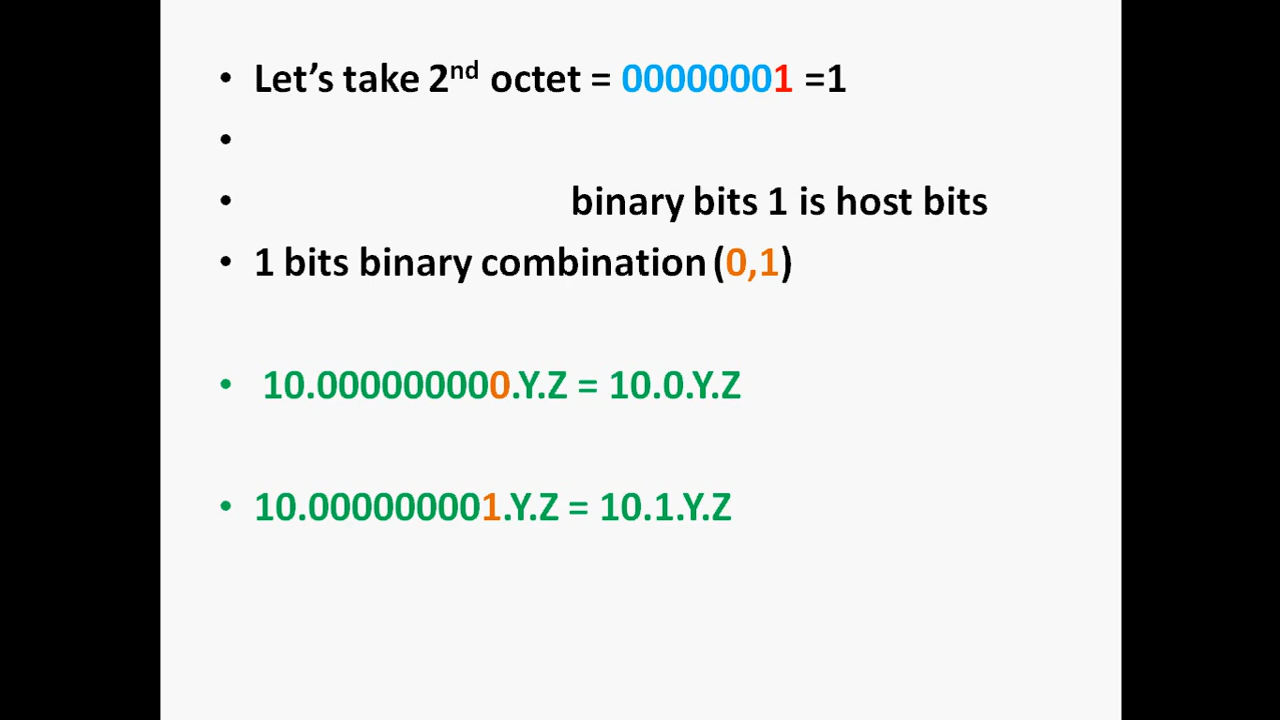 • Let's take 2nd octet = 00000001 =1
•
• binary bits 1 is host bits
• 1 bits binary combination (0,1)
• 10.000000000.Y.Z = 10.0.Y.Z
• 10.000000001.Y.Z = 10.1.Y.Z